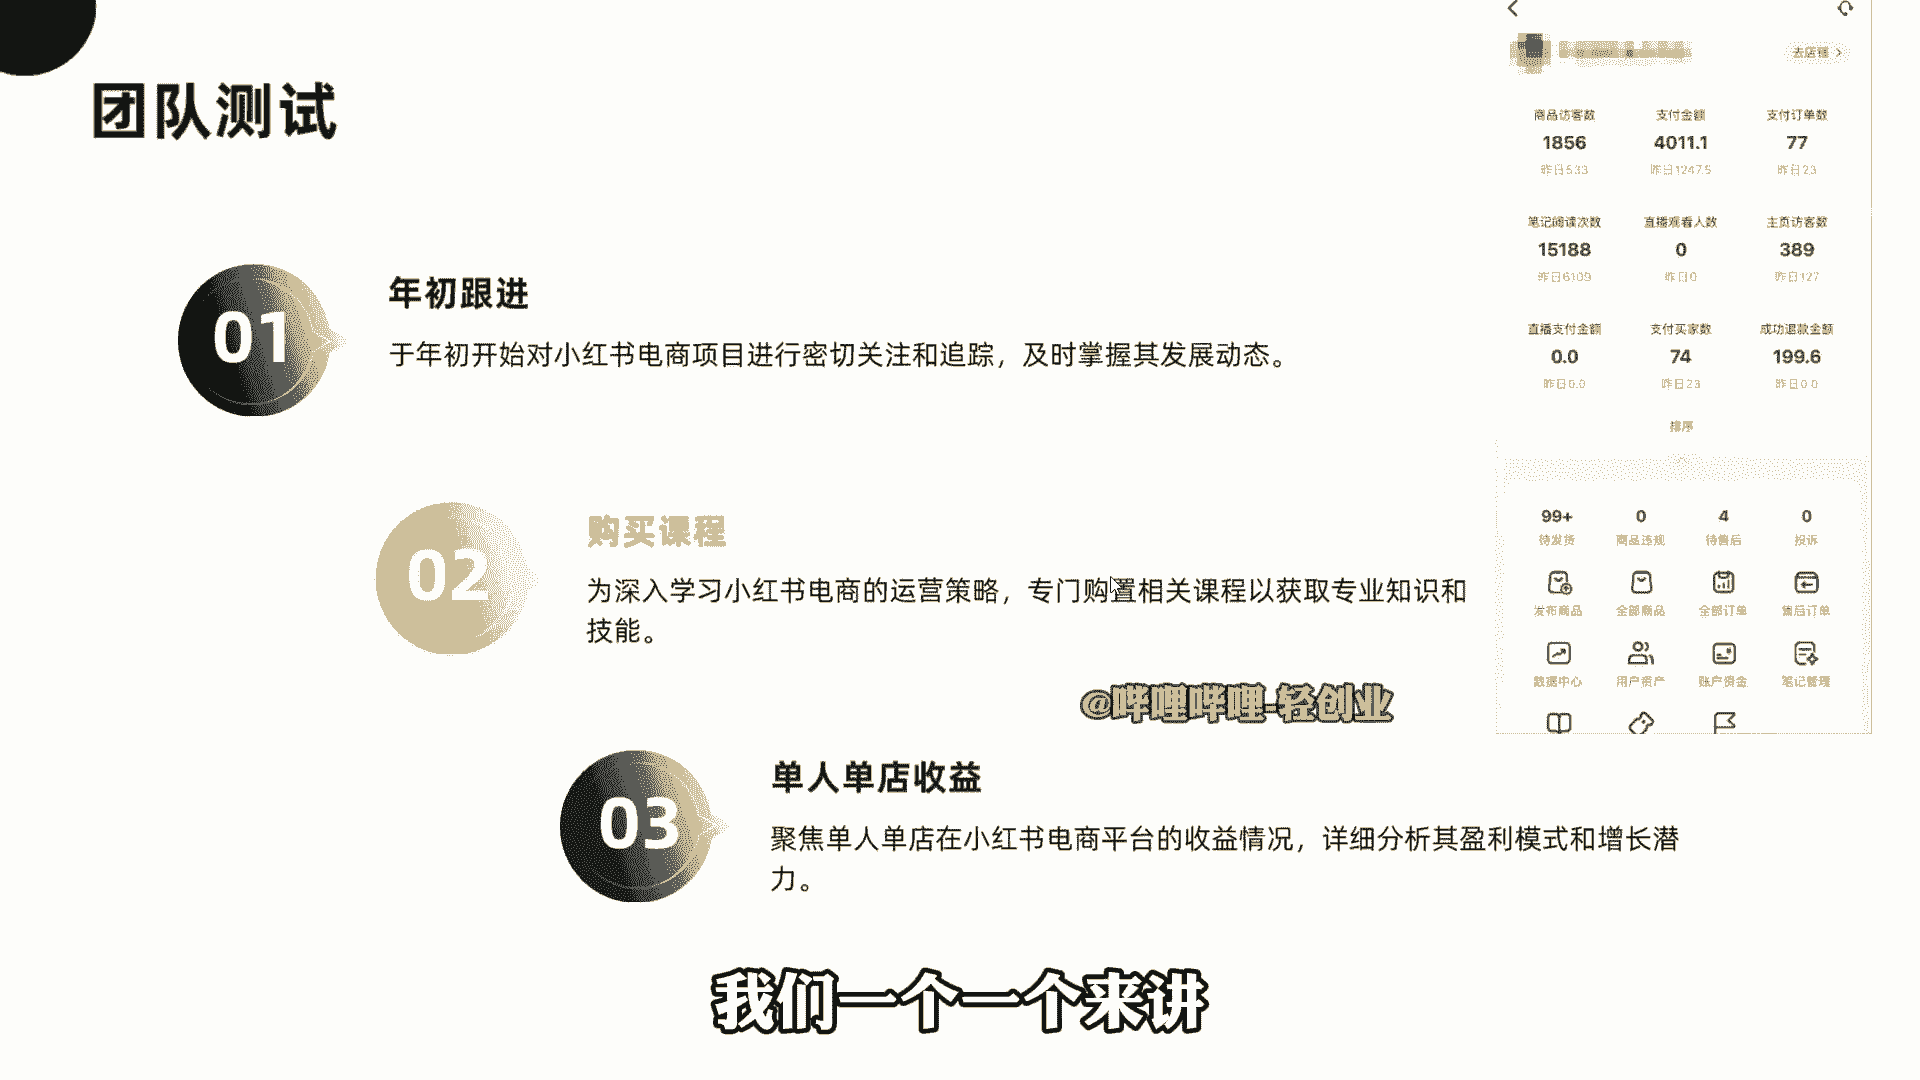 团队测试
01
年初跟进
于年初开始对小红书电商项目进行密切关注和追踪，及时掌握其发展动态。
02
购买课程
为深入学习小红书电商的运营策略，专门购置相关课程以获取专业知识和
技能。
@哔哩哔哩-轻创业
03
单人单店收益
聚焦单人单店在小红书电商平台的收益情况，详细分析其盈利模式和增长潜
力。
我们一个一个来讲
去店铺
商品访客数 支付金额 支付订单数
1856 4011.1 77
昨日533 昨日1247.5 昨日23
笔记阅读次数 直播观看人数 主页访客数
15188 0 389
昨日6109 昨日0 昨日127
直播支付金额 支付买家数 成功退款金额
0.0 74 199.6
昨日0.0 昨日23 昨日0.0
排序
99+ 0 4 0
待发货 商品违规 待售后 投诉
发布商品 全部商品 全部订单 售后订单
数据中心 用户资产 账户资金 笔记管理